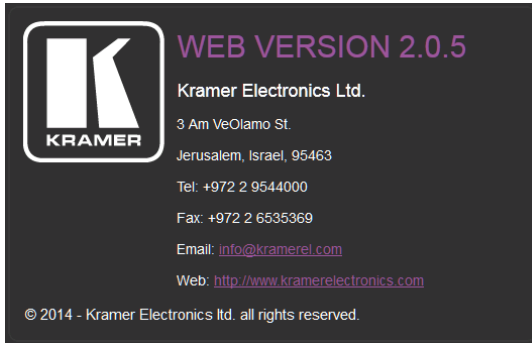 KRAMER
WEB VERSION 2.0.5
Kramer Electronics Ltd.
3 Am VeOlamo St.
Jerusalem, Israel, 95463
Tel: +972 2 9544000
Fax: +972 2 6535369
Email: info@kramerel.com
Web: http://www.kramerelectronics.com
© 2014 - Kramer Electronics ltd. all rights reserved.